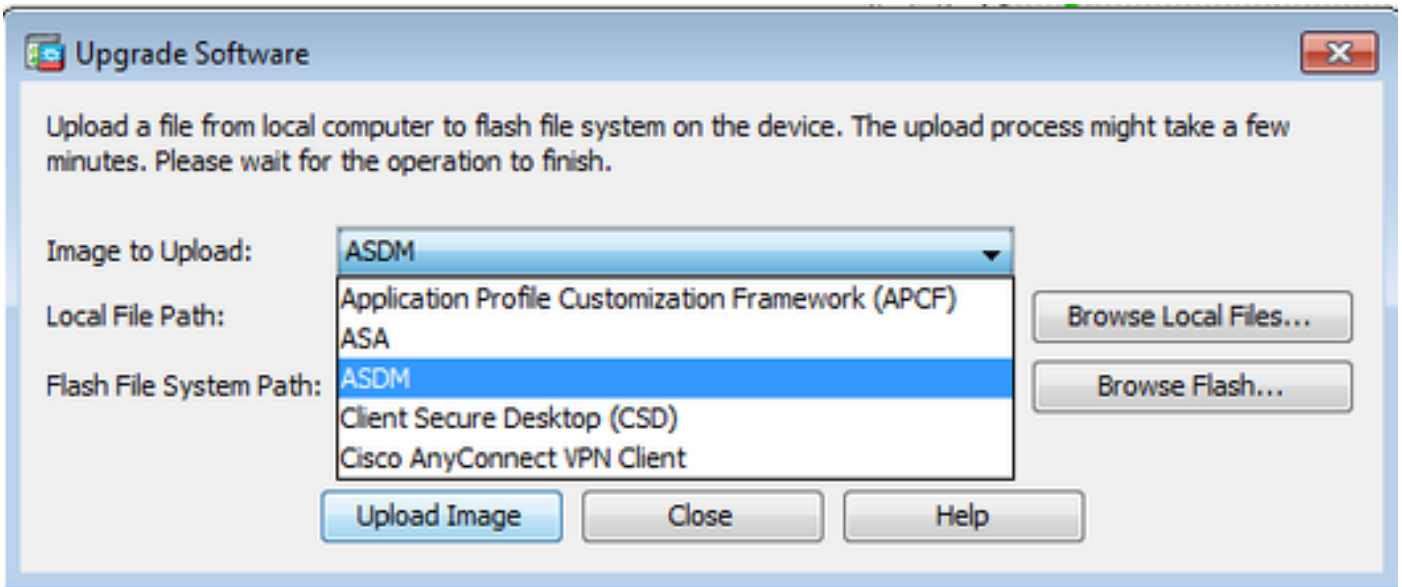 Upgrade Software
Upload a file from local computer to flash file system on the device. The upload process might take a few
minutes. Please wait for the operation to finish.
Image to Upload:
ASDM
Application Profile Customization Framework (APCF)
Local File Path:
Browse Local Files...
ASA
ASDM
Flash File System Path:
Browse Flash...
Client Secure Desktop (CSD)
Cisco AnyConnect VPN Client
Upload Image
Close
Help